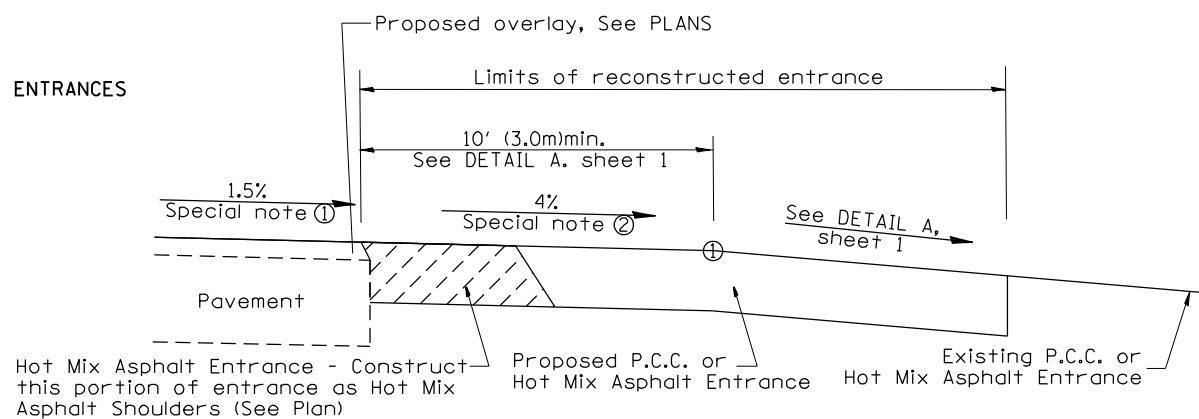 Proposed overlay, See PLANS
ENTRANCES
Limits of reconstructed entrance
10' (3.0m)min.
See DETAIL A. sheet 1
1.5%
Special note ①
4%
Special note ②
See DETAIL A,
sheet 1
①
Pavement
Hot Mix Asphalt Entrance - Construct
this portion of entrance as Hot Mix
Asphalt Shoulders (See Plan)
Proposed P.C.C. or
Hot Mix Asphalt Entrance
Existing P.C.C. or
Hot Mix Asphalt Entrance